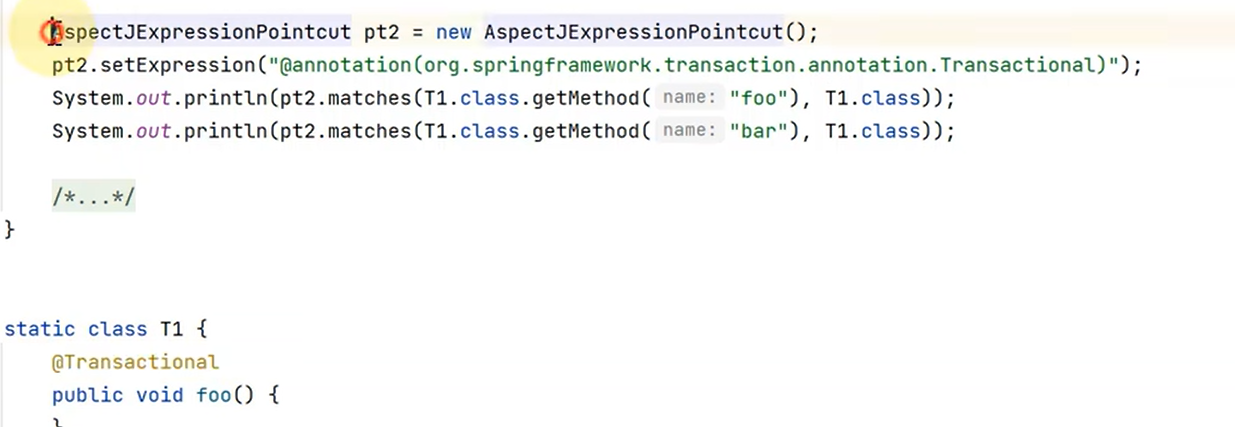 AspectJExpressionPointcut pt2 = new AspectJExpressionPointcut();
pt2.setExpression("@annotation(org.springframework.transaction.annotation.Transactional)");
System.out.println(pt2.matches(T1.class.getMethod( name: "foo"), T1.class));
System.out.println(pt2.matches(T1.class.getMethod( name: "bar"), T1.class));
/*...*/
}
static class T1 {
@Transactional
public void foo() {
}